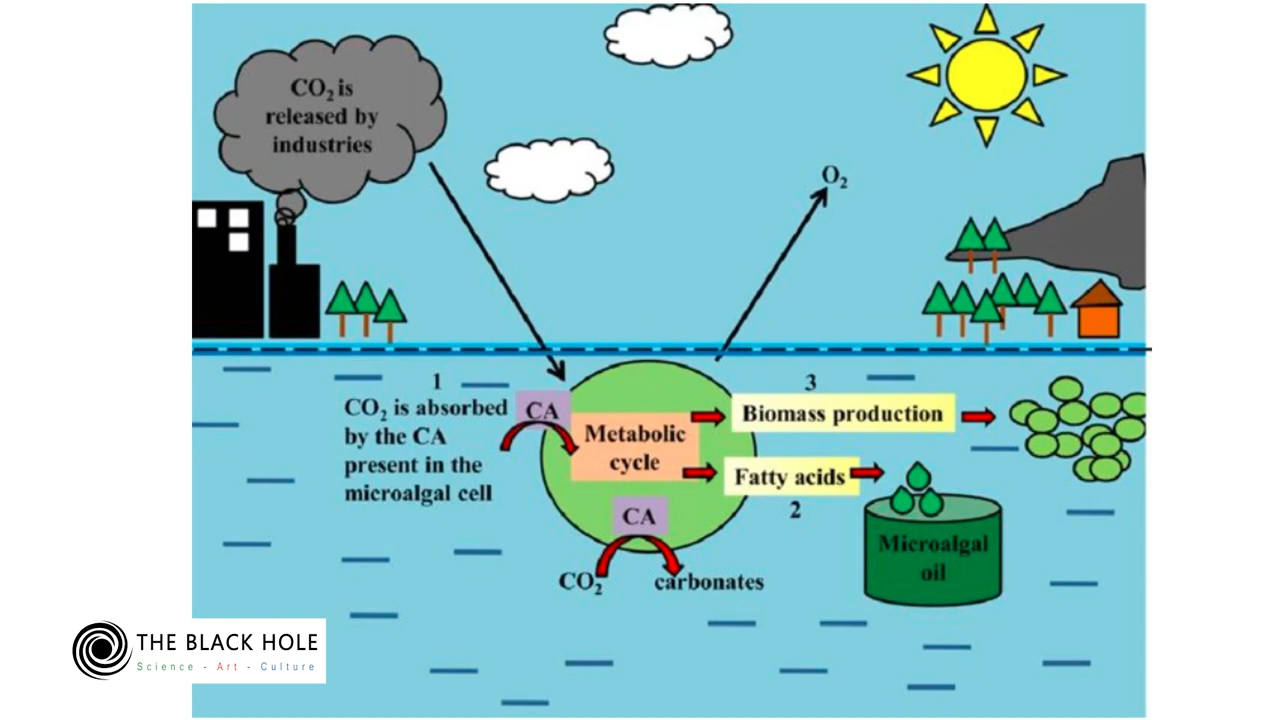 CO₂ is
released by
industries
O₂
1
CO₂ is absorbed
by the CA
present in the
microalgal cell
CA
Metabolic
cycle
3
Biomass production
Fatty acids
2
CA
CO₂
carbonates
Microalgal
oil
THE BLACK HOLE
Science - Art - Culture